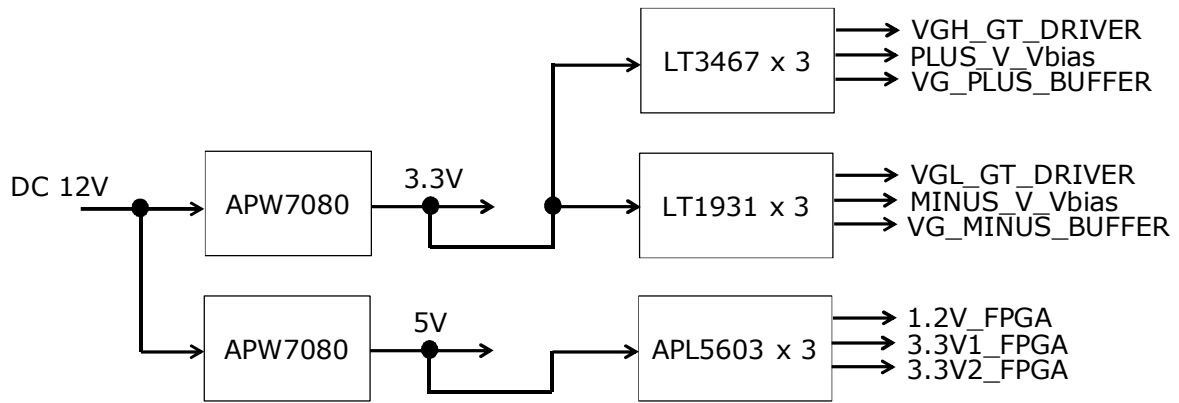 DC 12V
APW7080
3.3V
LT3467 x 3
VGH_GT_DRIVER
PLUS_V_Vbias
VG_PLUS_BUFFER
LT1931 x 3
VGL_GT_DRIVER
MINUS_V_Vbias
VG_MINUS_BUFFER
APW7080
5V
APL5603 x 3
1.2V_FPGA
3.3V1_FPGA
3.3V2_FPGA